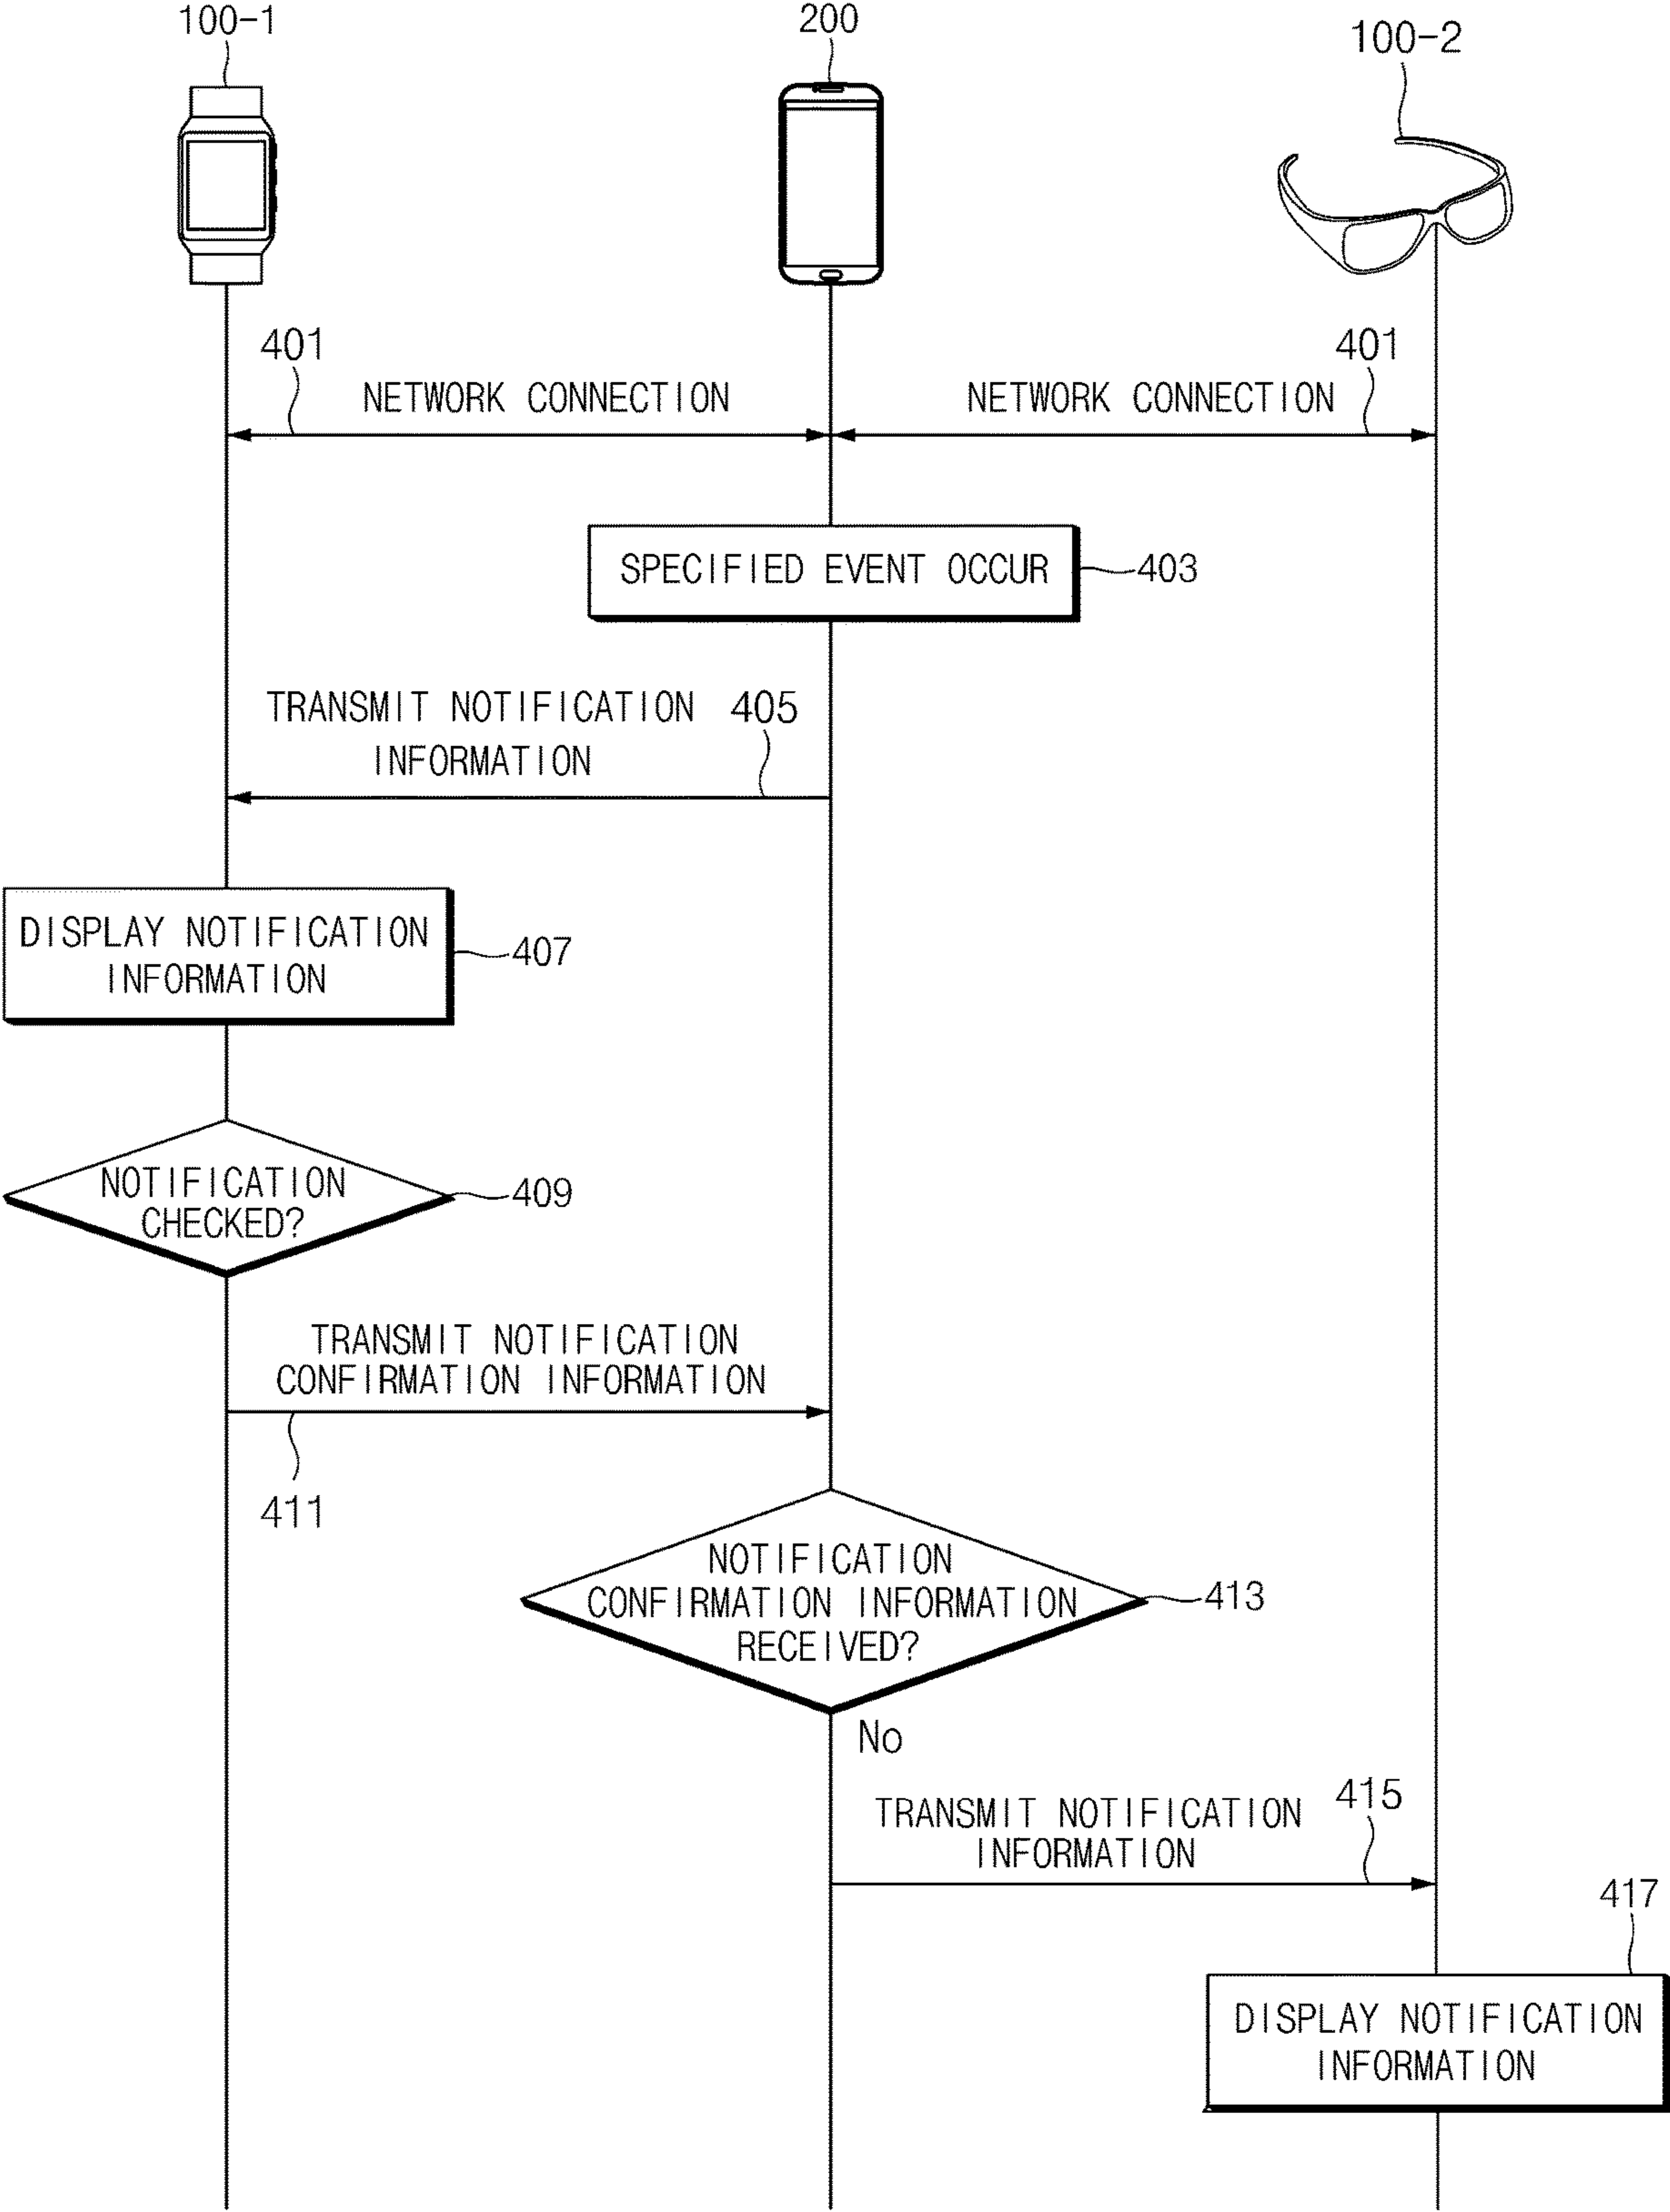 100-1
200
100-2
401
401
NETWORK CONNECTION
NETWORK CONNECTION
SPECIFIED EVENT OCCUR
403
TRANSMIT NOTIFICATION
INFORMATION
405
DISPLAY NOTIFICATION
INFORMATION
407
NOTIFICATION
CHECKED?
409
TRANSMIT NOTIFICATION
CONFIRMATION INFORMATION
411
NOTIFICATION
CONFIRMATION INFORMATION
RECEIVED?
413
No
415
TRANSMIT NOTIFICATION
INFORMATION
417
DISPLAY NOTIFICATION
INFORMATION